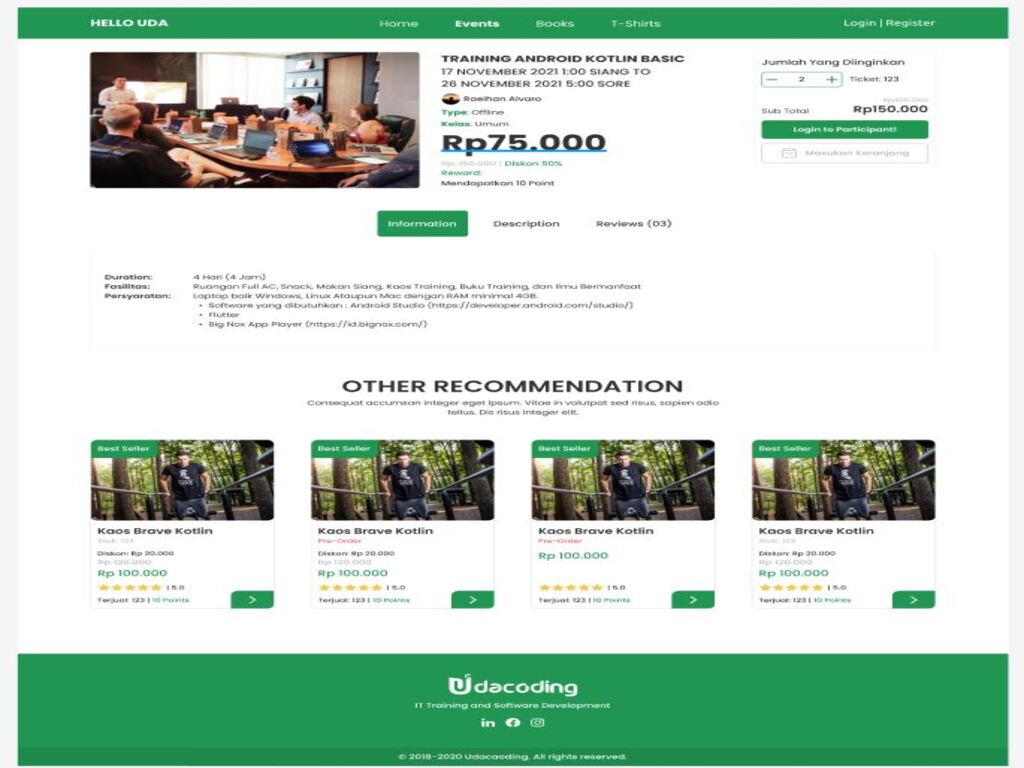 HELLO UDA
Home Events Books T-Shirts
Login | Register
TRAINING ANDROID KOTLIN BASIC
17 NOVEMBER 2021 1:00 SIANG TO
26 NOVEMBER 2021 5:00 SORE
Raeihan Alvaro
Type: Offline
Kelas: Umum
Rp75.000
Rp. 150.000 | Diskon 50%
Reward:
Mendapatkan 10 Point
Jumlah Yang Diinginkan
— 2 + Ticket: 123
Rp300.000
Sub Total Rp150.000
Login to Participant!
Masukan Keranjang
Information Description Reviews (03)
Duration: 4 Hari (4 Jam)
Fasilitas: Ruangan Full AC, Snack, Makan Siang, Kaos Training, Buku Training, dan Ilmu Bermanfaat
Persyaratan: Laptop baik Windows, Linux Ataupun Mac dengan RAM minimal 4GB.
• Software yang dibutuhkan : Android Studio (https://developer.android.com/studio/)
• Flutter
• Big Nox App Player (https://id.bignox.com/)
OTHER RECOMMENDATION
Consequat accumsan integer eget ipsum. Vitae in volutpat sed risus, sapien odio
tellus. Dis risus integer elit.
Best Seller
Kaos Brave Kotlin
Stok: 123
Diskon: Rp 20.000
Rp 120.000
Rp 100.000
| 5.0
Terjual: 123 | 10 Points
Best Seller
Kaos Brave Kotlin
Pre-Order
Diskon: Rp 20.000
Rp 120.000
Rp 100.000
| 5.0
Terjual: 123 | 10 Points
Best Seller
Kaos Brave Kotlin
Pre-Order
Rp 100.000
| 5.0
Terjual: 123 | 10 Points
Best Seller
Kaos Brave Kotlin
Stok: 123
Diskon: Rp 20.000
Rp 120.000
Rp 100.000
| 5.0
Terjual: 123 | 10 Points
Udacoding
IT Training and Software Development
© 2018-2020 Udacaoding. All rights reserved.